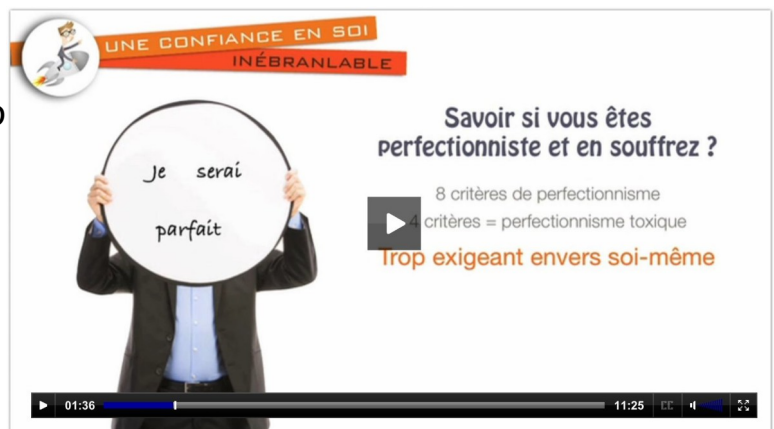 UNE CONFIANCE EN SOI
INÉBRANLABLE
Je serai
parfait
Savoir si vous êtes
perfectionniste et en souffrez ?
8 critères de perfectionnisme
4 critères = perfectionnisme toxique
Trop exigeant envers soi-même
01:36
11:25
CC